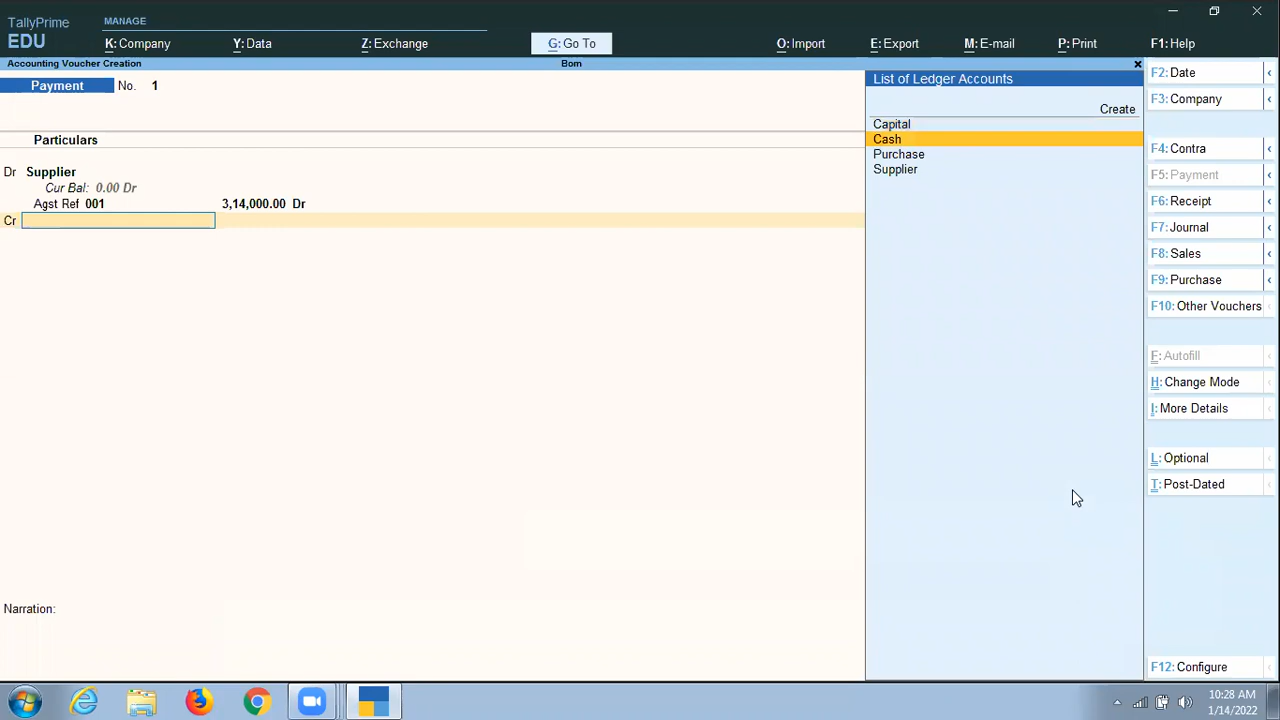 TallyPrime
EDU
MANAGE
K: Company
Y: Data
Z: Exchange
G: Go To
O: Import
E: Export
M: E-mail
P: Print
F1: Help
Accounting Voucher Creation
Bom
Payment No. 1
Particulars
Dr Supplier
Cur Bal: 0.00 Dr
Agst Ref 001 3,14,000.00 Dr
Cr
Narration:
List of Ledger Accounts
Create
Capital
Cash
Purchase
Supplier
F2: Date
F3: Company
F4: Contra
F5: Payment
F6: Receipt
F7: Journal
F8: Sales
F9: Purchase
F10: Other Vouchers
F: Autofill
H: Change Mode
I: More Details
L: Optional
T: Post-Dated
F12: Configure
10:28 AM
1/14/2022